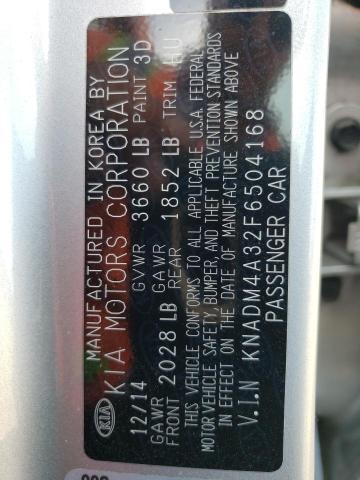 MANUFACTURED IN KOREA BY
KIA KIA MOTORS CORPORATION
12/14 GVWR 3660 LB PAINT 3D
GAWR FRONT 2028 LB GAWR REAR 1852 LB TRIM HU
THIS VEHICLE CONFORMS TO ALL APPLICABLE U.S.A. FEDERAL
MOTOR VEHICLE SAFETY, BUMPER, AND THEFT PREVENTION STANDARDS
IN EFFECT ON THE DATE OF MANUFACTURE SHOWN ABOVE
V.I.N KNADM4A32F6504168
PASSENGER CAR